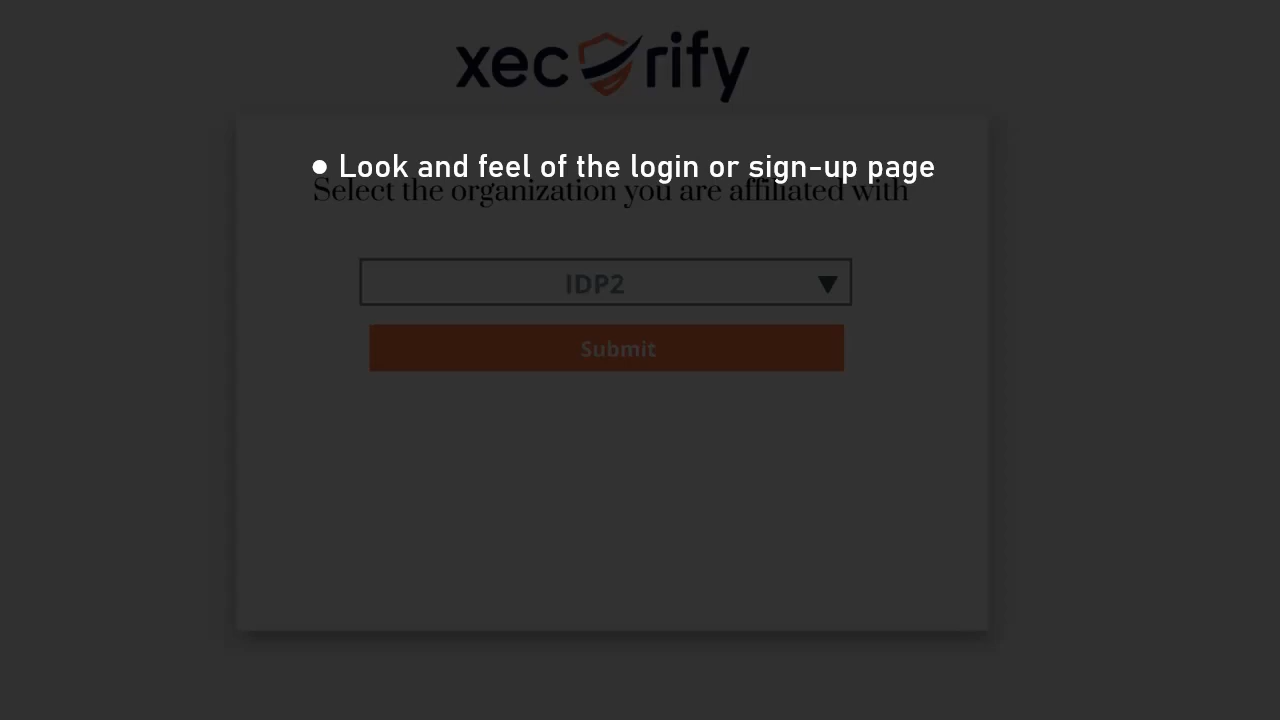 xecurify
● Look and feel of the login or sign-up page
Select the organization you are affiliated with
IDP2
Submit